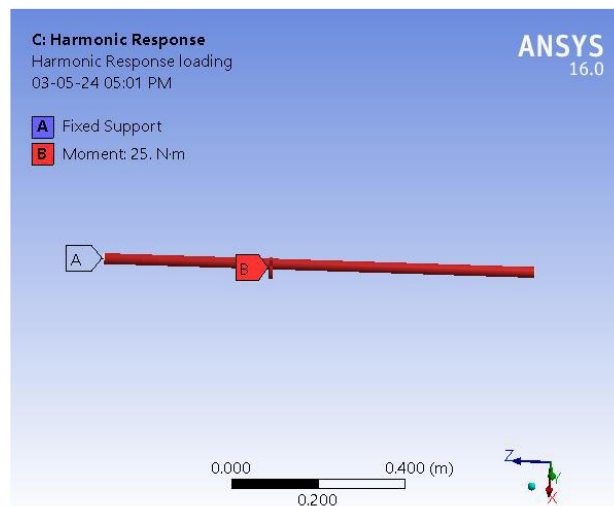 C: Harmonic Response
Harmonic Response loading
03-05-24 05:01 PM
ANSYS
16.0
A Fixed Support
B Moment: 25. N·m
A
B
0.000 0.400 (m)
0.200
Z
Y
X